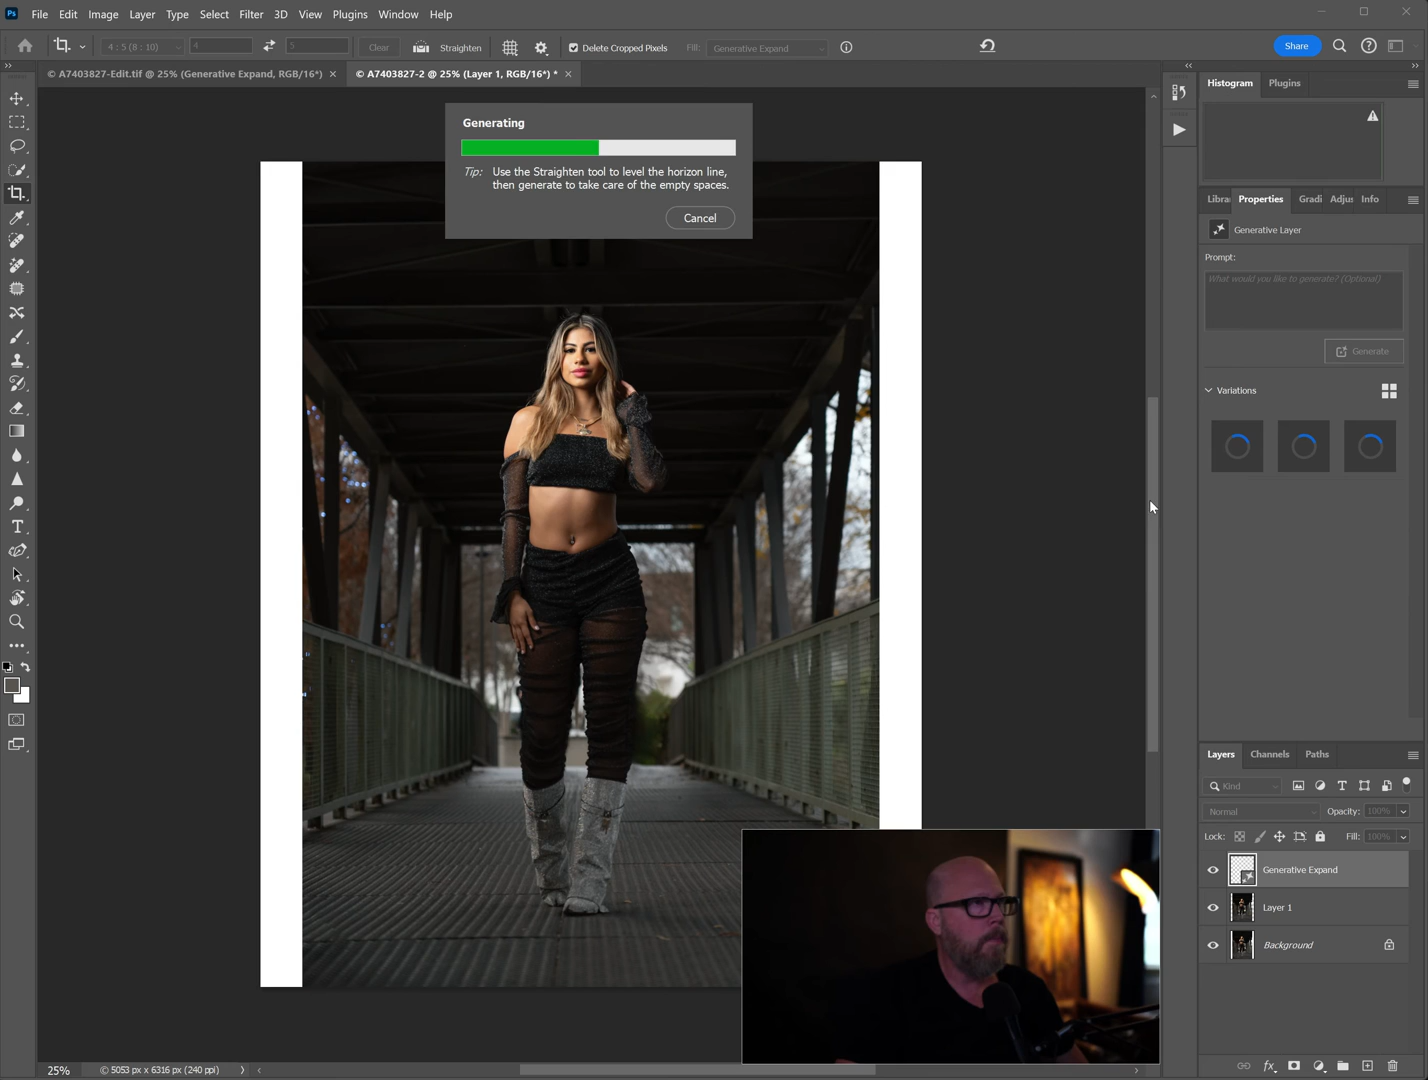 Ps File Edit Image Layer Type Select Filter 3D View Plugins Window Help
4 : 5 (8 : 10) 4 5 Clear Straighten Delete Cropped Pixels Fill: Generative Expand Share
© A7403827-Edit.tif @ 25% (Generative Expand, RGB/16*) × © A7403827-2 @ 25% (Layer 1, RGB/16*) * ×
Histogram Plugins
Generating
Tip: Use the Straighten tool to level the horizon line,
then generate to take care of the empty spaces.
Cancel
Libra Properties Gradi Adjus Info
Generative Layer
Prompt:
What would you like to generate? (Optional)
Generate
Variations
Layers Channels Paths
Kind
Normal Opacity: 100%
Lock: Fill: 100%
Generative Expand
Layer 1
Background
fx
25% © 5053 px x 6316 px (240 ppi)